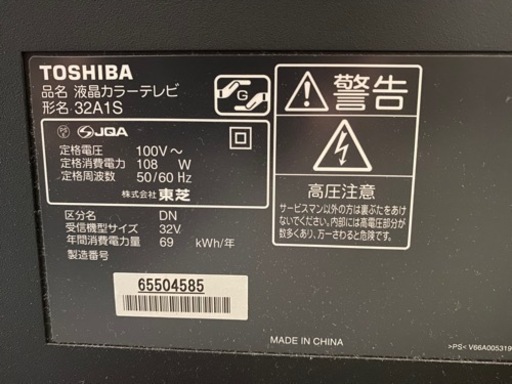 TOSHIBA
品名 液晶カラーテレビ
形名 32A1S
G
PS E JQA
定格電圧 100V～
定格消費電力 108 W
定格周波数 50/60 Hz
株式会社 東芝
区分名 DN
受信機型サイズ 32V
年間消費電力量 69 kWh/年
製造番号
65504585
警告
高圧注意
サービスマン以外の方は裏ぶたをあけ
ないでください。内部には高電圧部分が
数多くあり、万一さわると危険です。
MADE IN CHINA
>PS< V66A005319